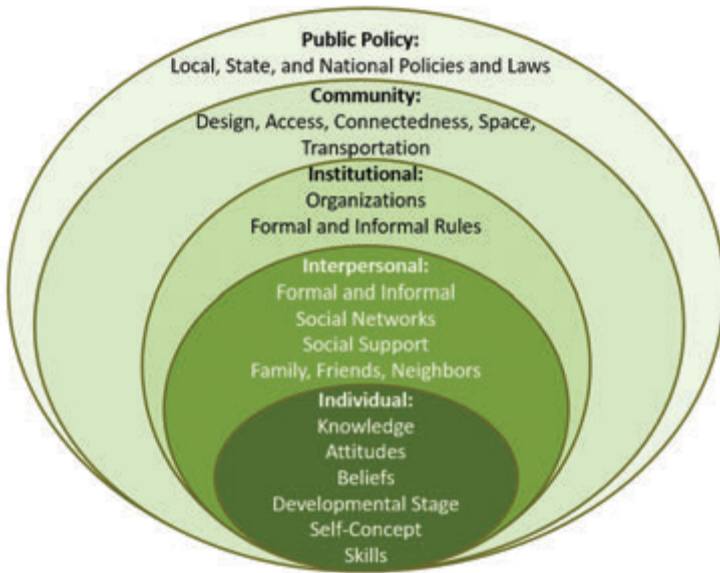 Public Policy:
Local, State, and National Policies and Laws
Community:
Design, Access, Connectedness, Space,
Transportation
Institutional:
Organizations
Formal and Informal Rules
Interpersonal:
Formal and Informal
Social Networks
Social Support
Family, Friends, Neighbors
Individual:
Knowledge
Attitudes
Beliefs
Developmental Stage
Self-Concept
Skills